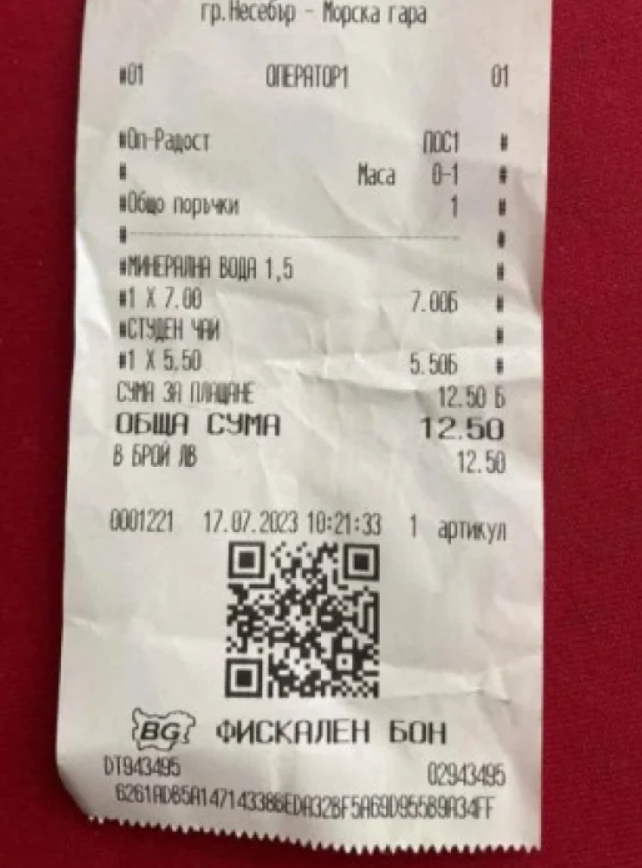 гр.Несебър - Морска гара
#01 ОПЕРАТОР1 01
#Оп-Радост ПОС1 #
# Маса 0-1 #
#Общо поръчки 1 #
# #
#МИНЕРАЛНА ВОДА 1,5 #
#1 X 7.00 7.00Б #
#СТУДЕН ЧАЙ #
#1 X 5.50 5.50Б #
СУМА ЗА ПЛАЩАНЕ 12.50 Б
ОБЩА СУМА 12.50
В БРОЙ ЛВ 12.50
0001221 17.07.2023 10:21:33 1 артикул
BG ФИСКАЛЕН БОН
DT943495 02943495
6261AD85A147143386EDA328F5A69D95589A34FF